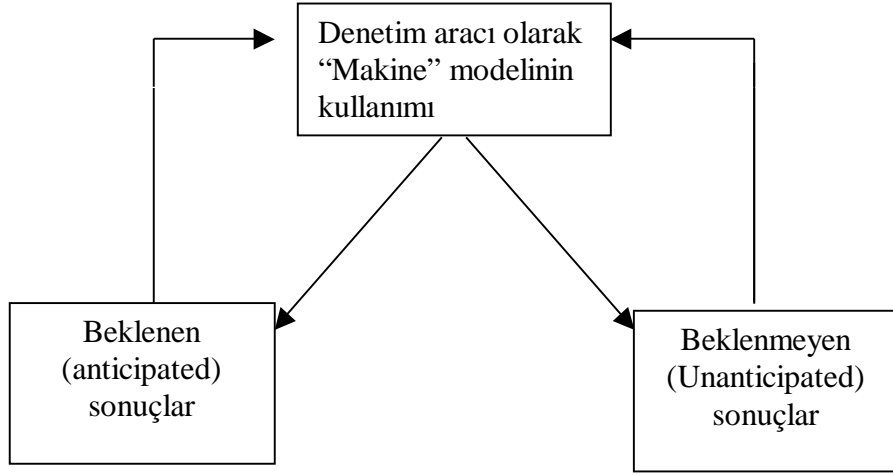 Denetim aracı olarak
“Makine” modelinin
kullanımı
Beklenen
(anticipated)
sonuçlar
Beklenmeyen
(Unanticipated)
sonuçlar